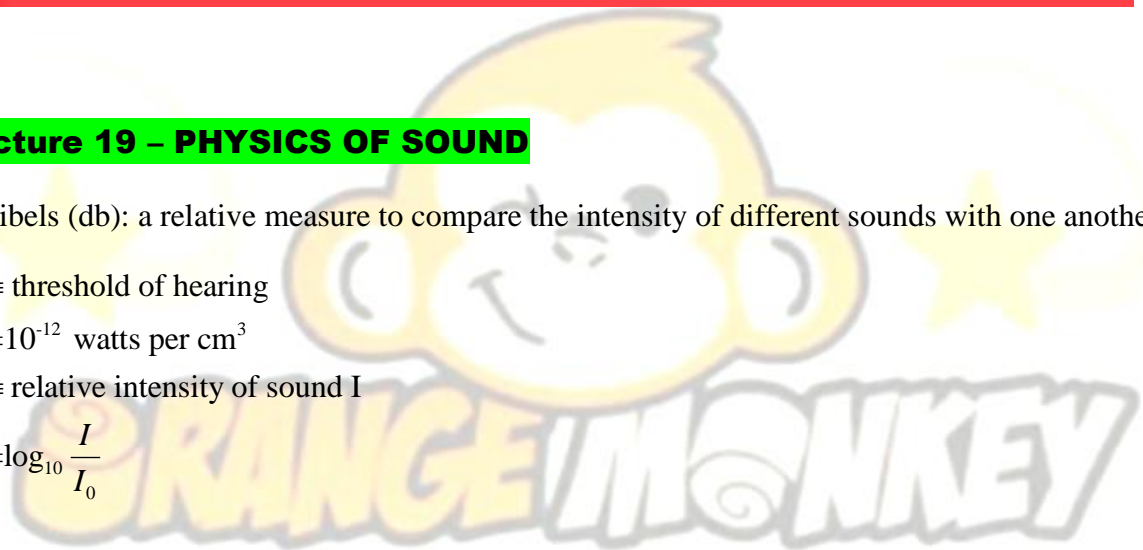 cture 19 – PHYSICS OF SOUND
ibels (db): a relative measure to compare the intensity of different sounds with one anothe
= threshold of hearing
=10⁻¹² watts per cm³
= relative intensity of sound I
=log₁₀ I/I₀
ORANGE MONKEY